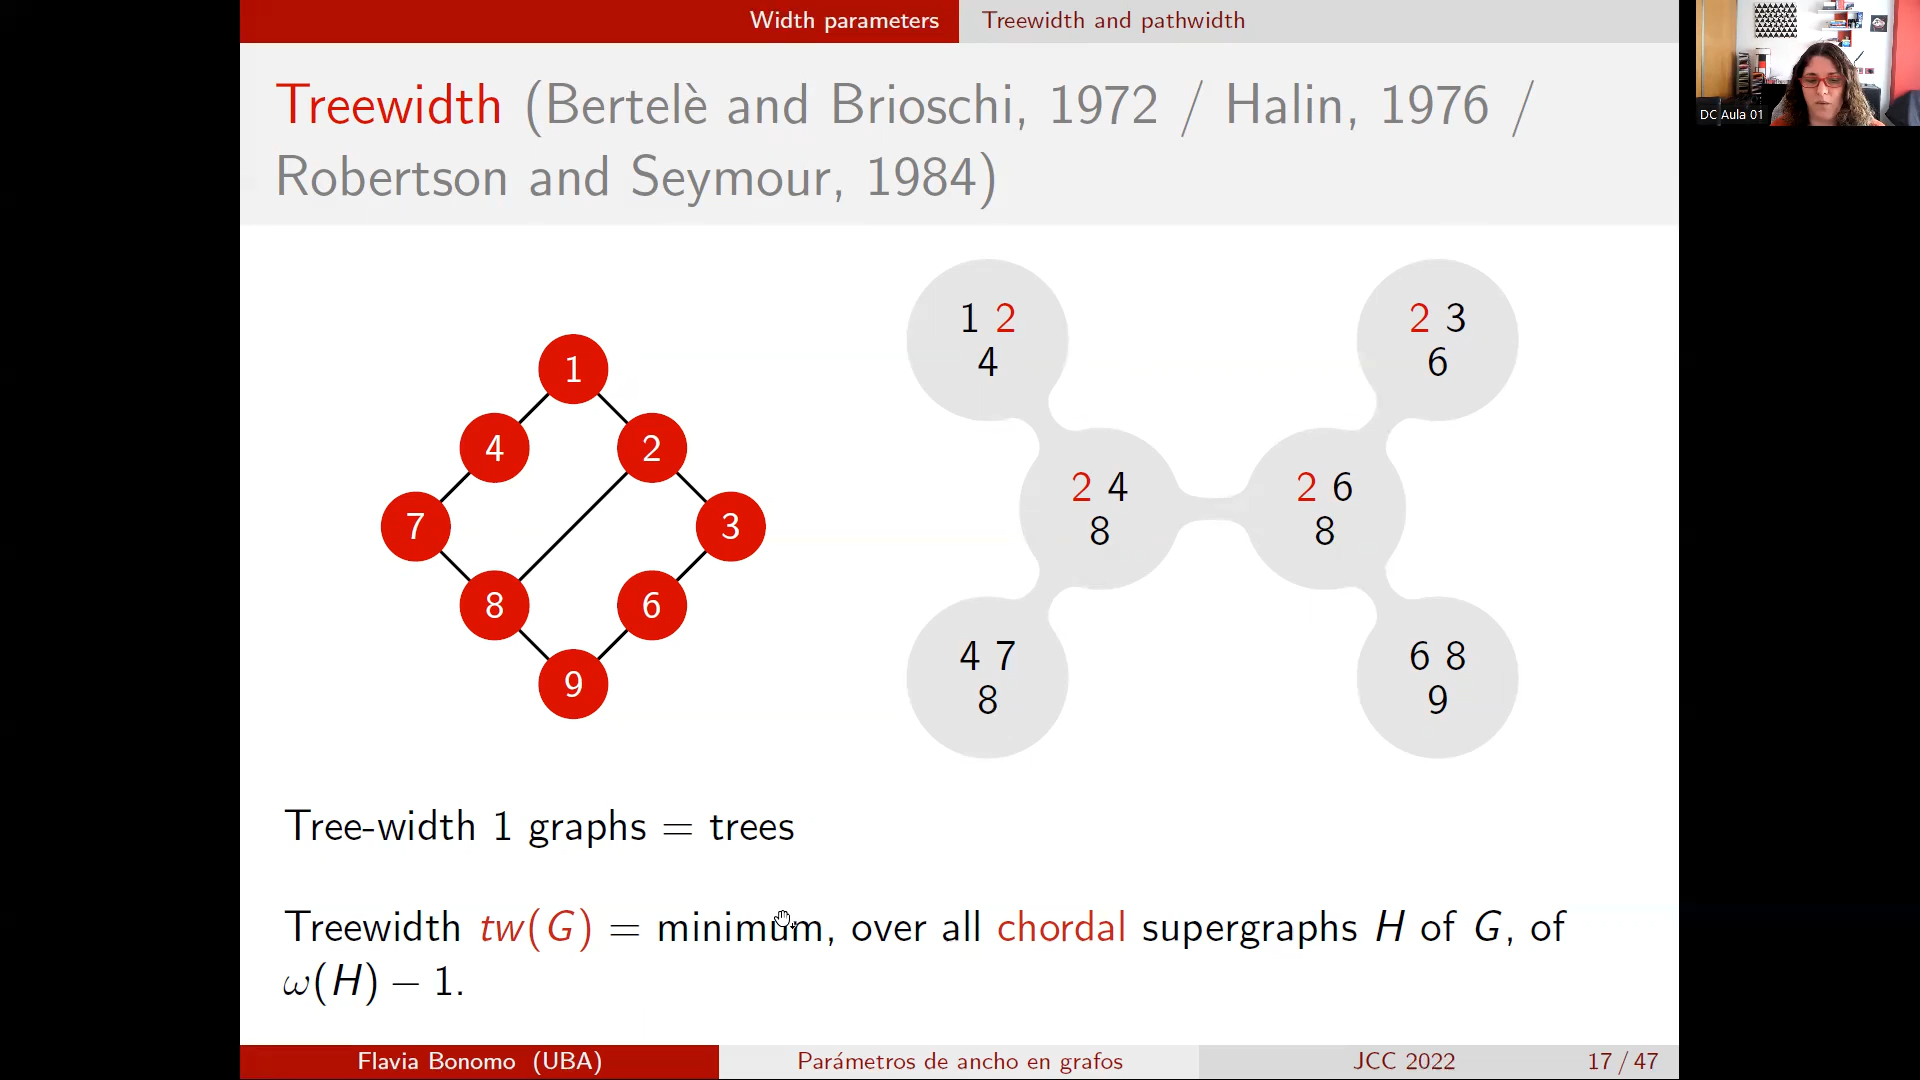 Width parameters
Treewidth and pathwidth
Treewidth (Bertelè and Brioschi, 1972 / Halin, 1976 /
Robertson and Seymour, 1984)
DC Aula 01
1
4
2
7
3
8
6
9
1 2
4
2 3
6
2 4
8
2 6
8
4 7
8
6 8
9
Tree-width 1 graphs = trees
Treewidth tw(G) = minimum, over all chordal supergraphs H of G, of
ω(H) − 1.
Flavia Bonomo (UBA)
Parámetros de ancho en grafos
JCC 2022
17 / 47